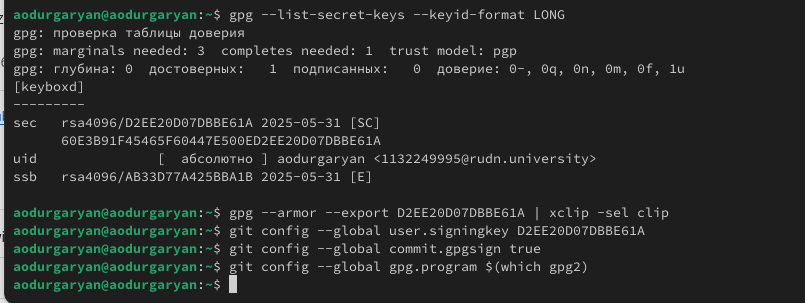 aodurgaryan@aodurgaryan:~$ gpg --list-secret-keys --keyid-format LONG
gpg: проверка таблицы доверия
gpg: marginals needed: 3  completes needed: 1  trust model: pgp
gpg: глубина: 0  достоверных:   1  подписанных:   0  доверие: 0-, 0q, 0n, 0m, 0f, 1u
[keyboxd]
---------
sec   rsa4096/D2EE20D07DBBE61A 2025-05-31 [SC]
      60E3B91F45465F60447E500ED2EE20D07DBBE61A
uid              [  абсолютно ] aodurgaryan <1132249995@rudn.university>
ssb   rsa4096/AB33D77A425BBA1B 2025-05-31 [E]
aodurgaryan@aodurgaryan:~$ gpg --armor --export D2EE20D07DBBE61A | xclip -sel clip
aodurgaryan@aodurgaryan:~$ git config --global user.signingkey D2EE20D07DBBE61A
aodurgaryan@aodurgaryan:~$ git config --global commit.gpgsign true
aodurgaryan@aodurgaryan:~$ git config --global gpg.program $(which gpg2)
aodurgaryan@aodurgaryan:~$